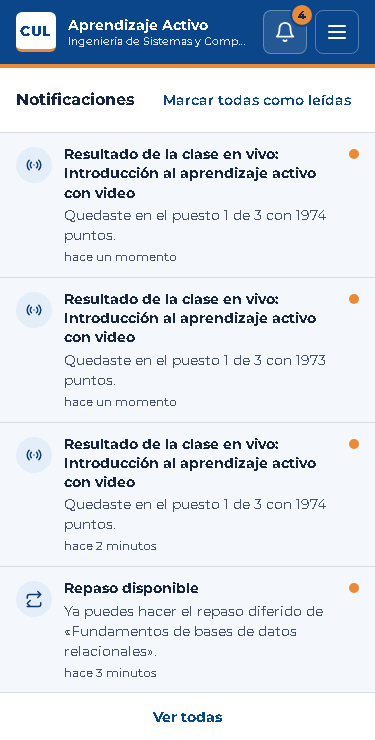 CUL
Aprendizaje Activo
Ingeniería de Sistemas y Comp...
4
Notificaciones
Marcar todas como leídas
Resultado de la clase en vivo:
Introducción al aprendizaje activo
con video
Quedaste en el puesto 1 de 3 con 1974
puntos.
hace un momento
Resultado de la clase en vivo:
Introducción al aprendizaje activo
con video
Quedaste en el puesto 1 de 3 con 1973
puntos.
hace un momento
Resultado de la clase en vivo:
Introducción al aprendizaje activo
con video
Quedaste en el puesto 1 de 3 con 1974
puntos.
hace 2 minutos
Repaso disponible
Ya puedes hacer el repaso diferido de
«Fundamentos de bases de datos
relacionales».
hace 3 minutos
Ver todas